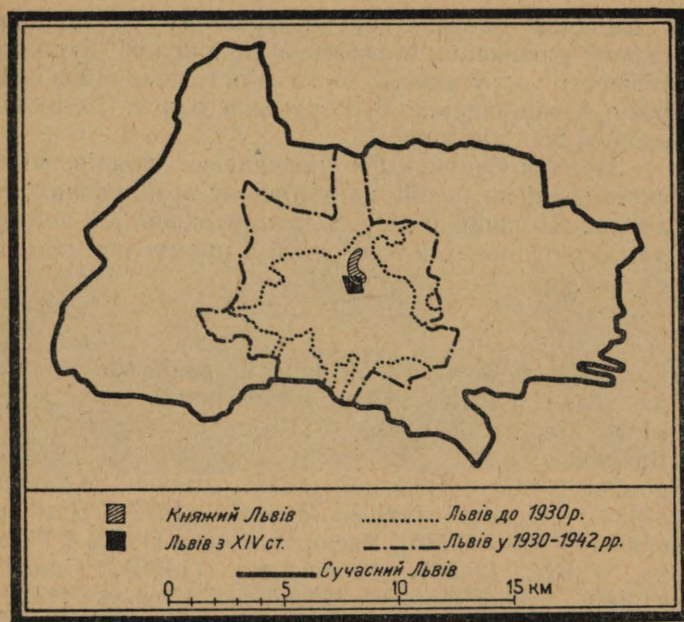 Княжий Львів
Львів до 1930 р.
Львів з XIV ст.
Львів у 1930-1942 рр.
Сучасний Львів
0 5 10 15 км